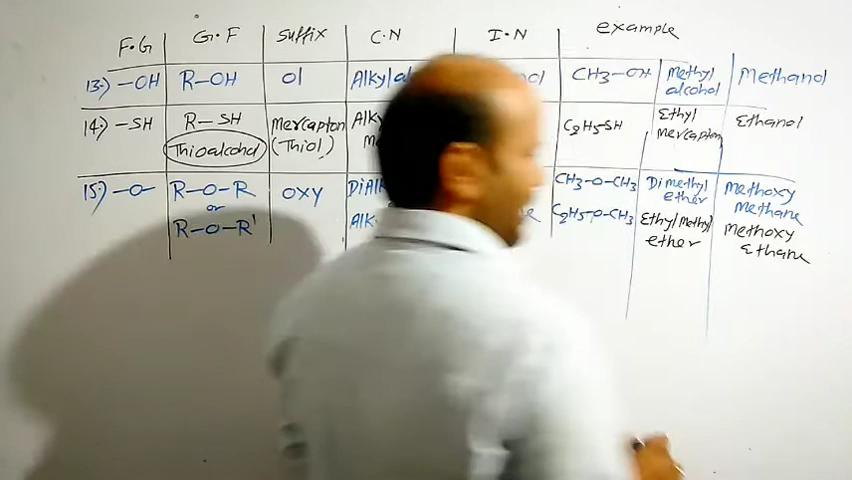 F.G G.F suffix C.N I.N example
13.) -OH R-OH ol CH3-OH Methyl alcohol Methanol
14.) -SH R-SH Mercapton (Thiol) C2H5-SH Ethyl mercapton Ethanol
Thioalcohol
15.) -O- R-O-R oxy CH3-O-CH3 Dimethyl ether Methoxy Methane
or
R-O-R' C2H5-O-CH3 Ethyl Methyl ether Methoxy Ethane